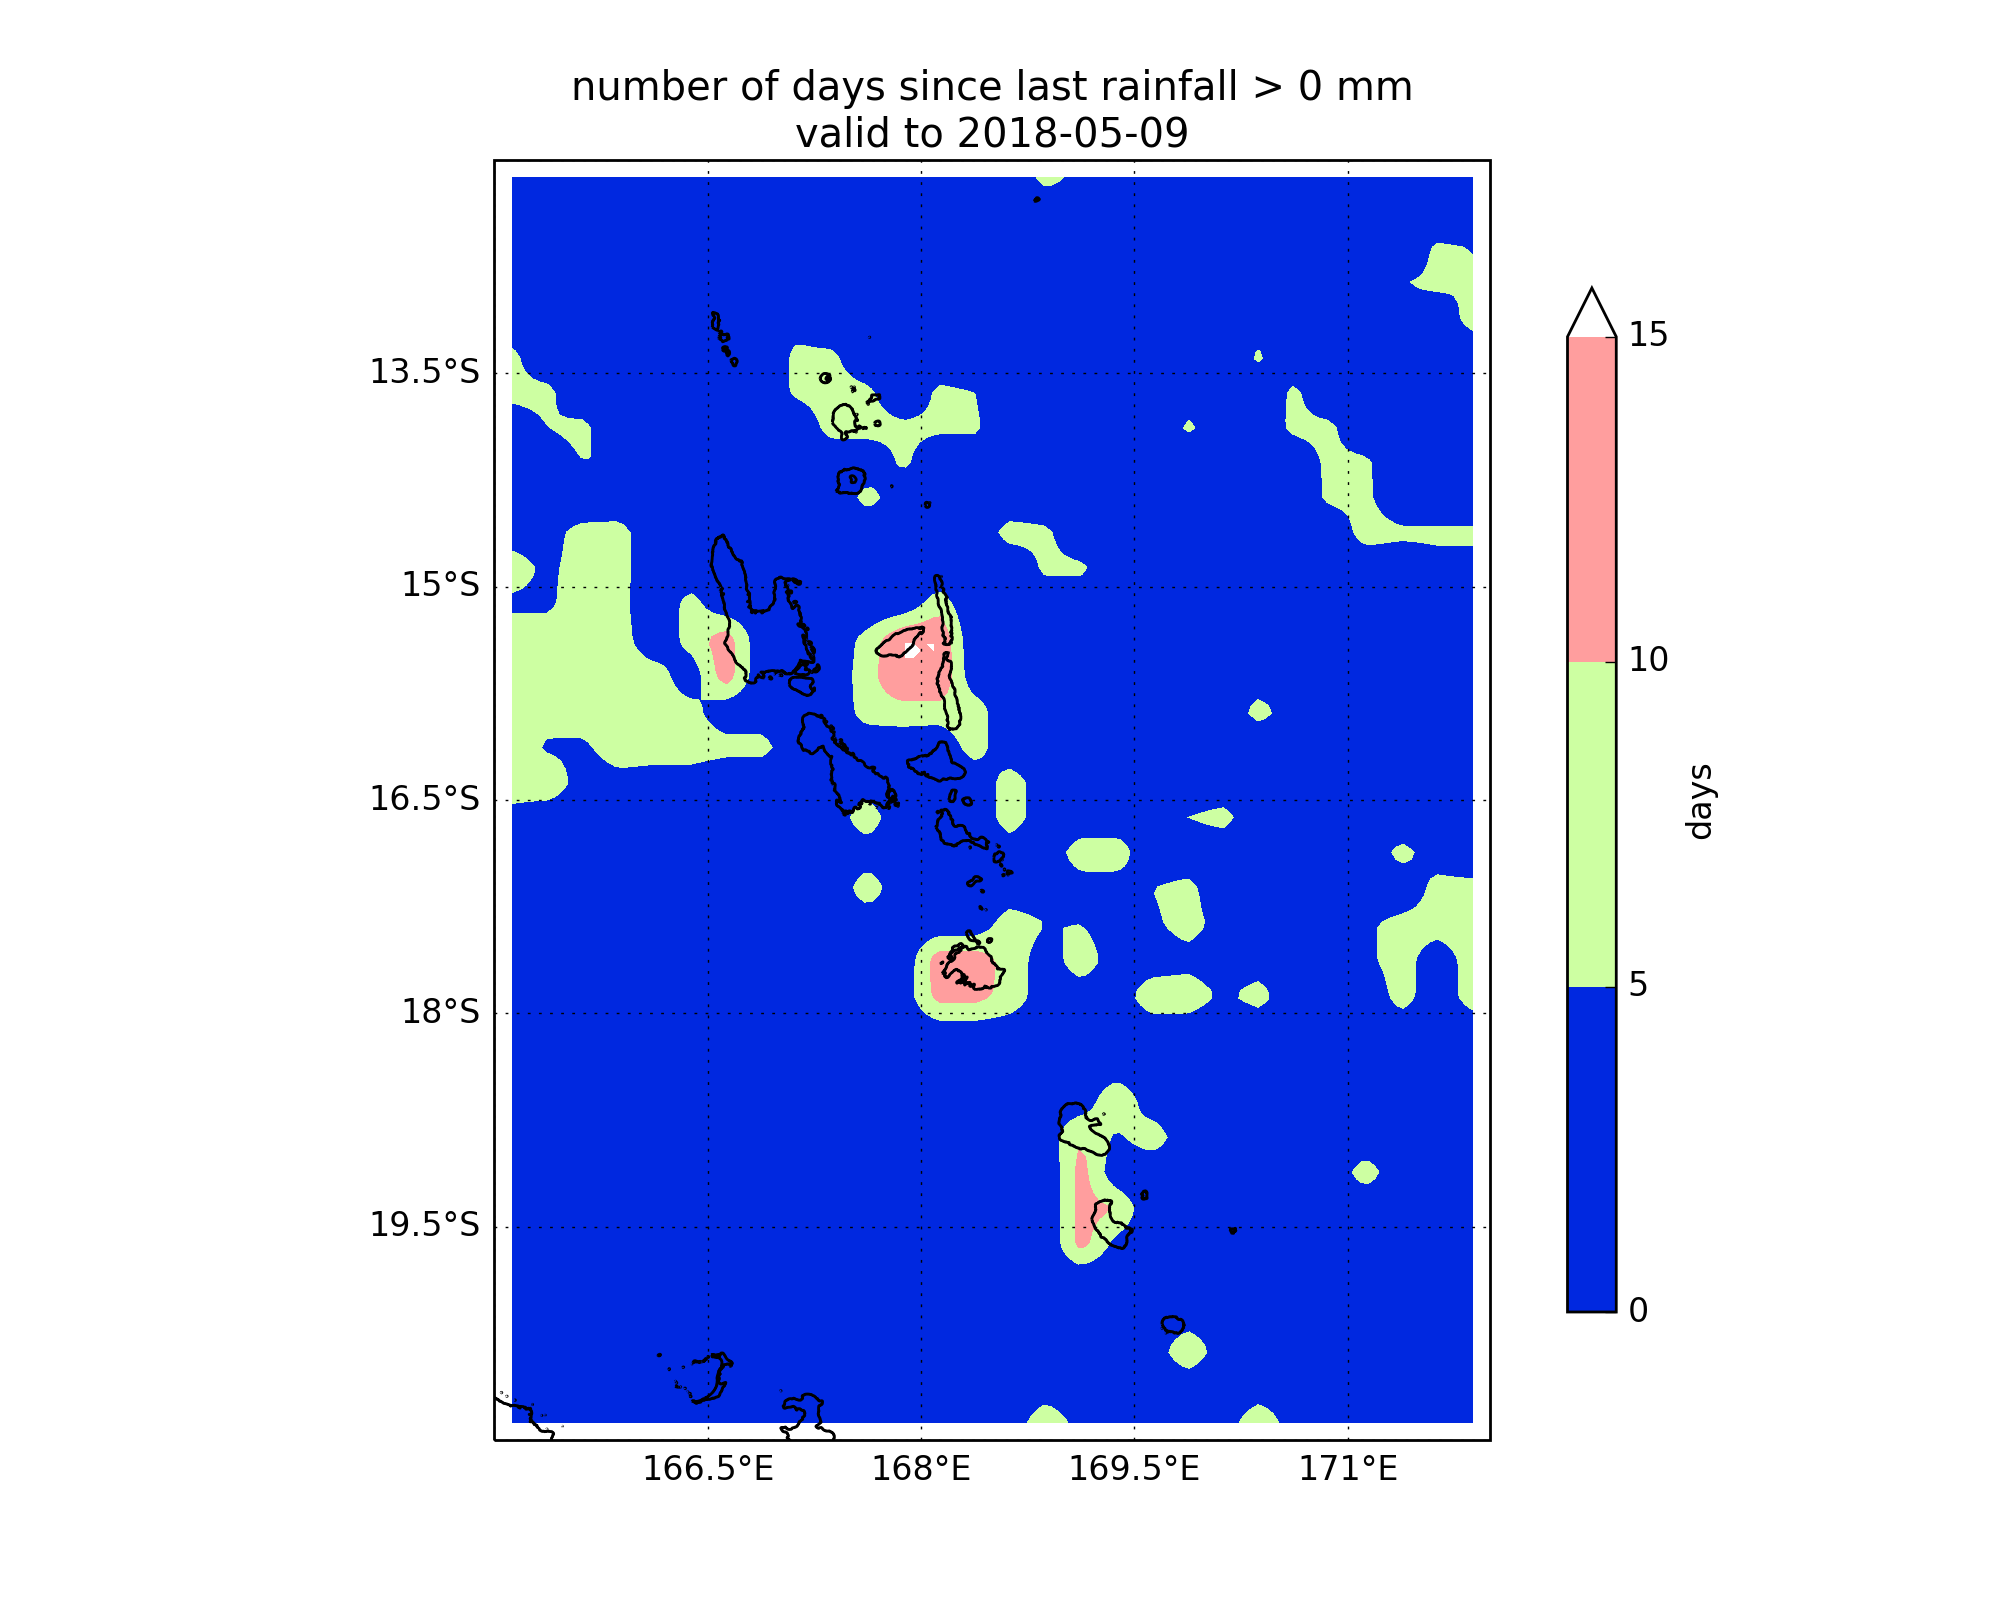 number of days since last rainfall > 0 mm
valid to 2018-05-09
13.5°S
15°S
16.5°S
18°S
19.5°S
166.5°E
168°E
169.5°E
171°E
15
10
5
0
days